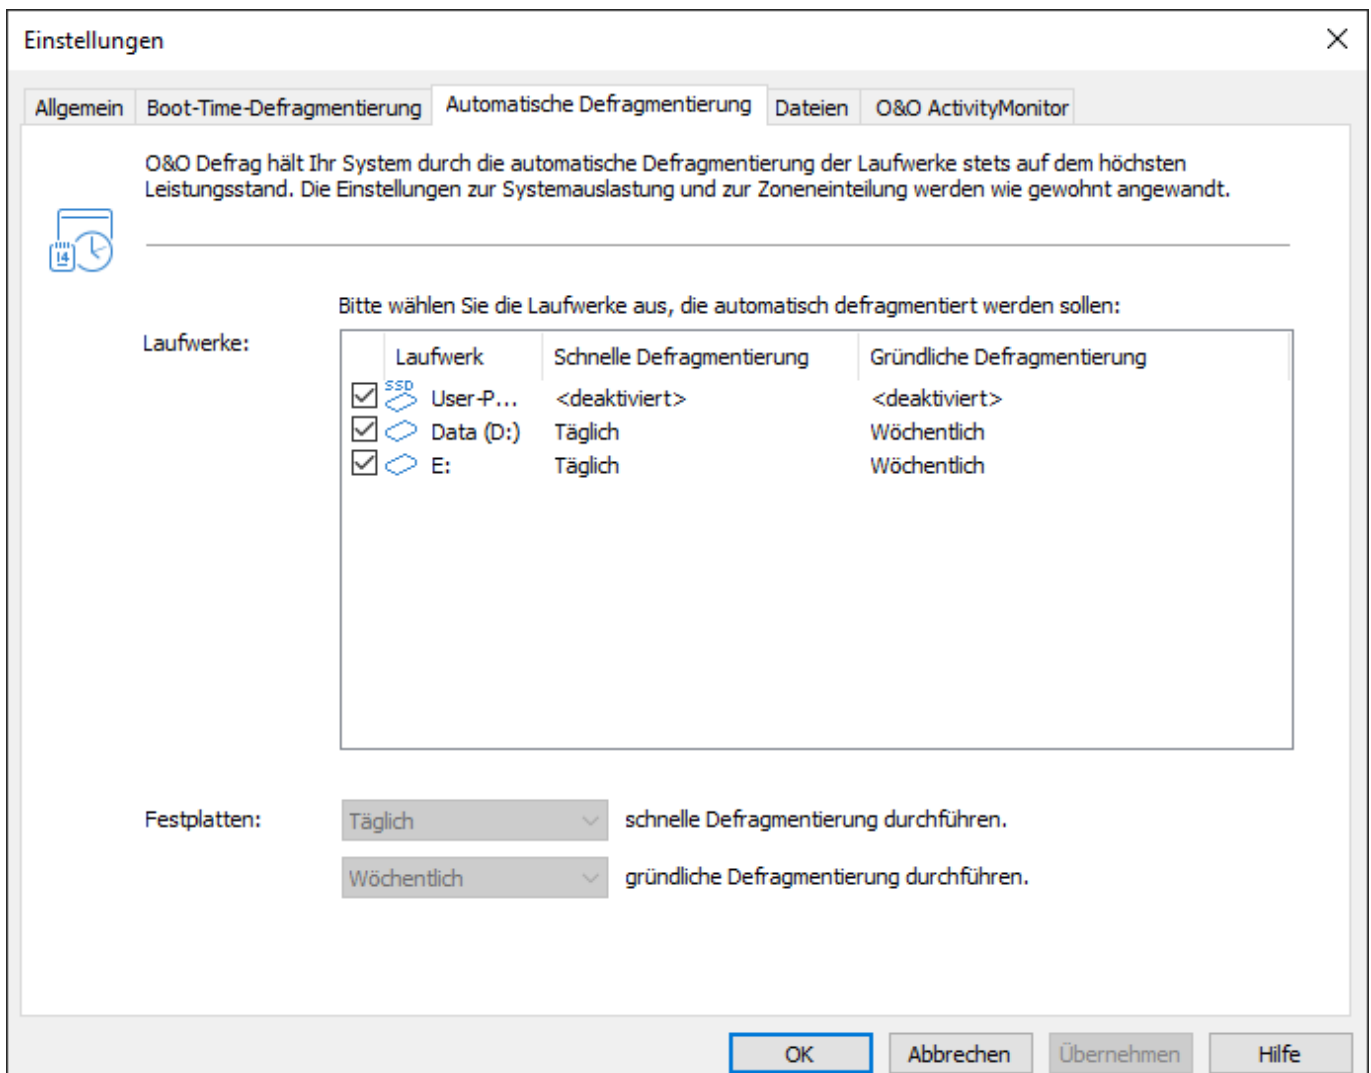 Einstellungen
Allgemein Boot-Time-Defragmentierung Automatische Defragmentierung Dateien O&O ActivityMonitor
O&O Defrag hält Ihr System durch die automatische Defragmentierung der Laufwerke stets auf dem höchsten
Leistungsstand. Die Einstellungen zur Systemauslastung und zur Zoneneinteilung werden wie gewohnt angewandt.
14
Bitte wählen Sie die Laufwerke aus, die automatisch defragmentiert werden sollen:
Laufwerke:
Laufwerk Schnelle Defragmentierung Gründliche Defragmentierung
SSD User-P... <deaktiviert> <deaktiviert>
Data (D:) Täglich Wöchentlich
E: Täglich Wöchentlich
Festplatten: Täglich schnelle Defragmentierung durchführen.
Wöchentlich gründliche Defragmentierung durchführen.
OK Abbrechen Übernehmen Hilfe